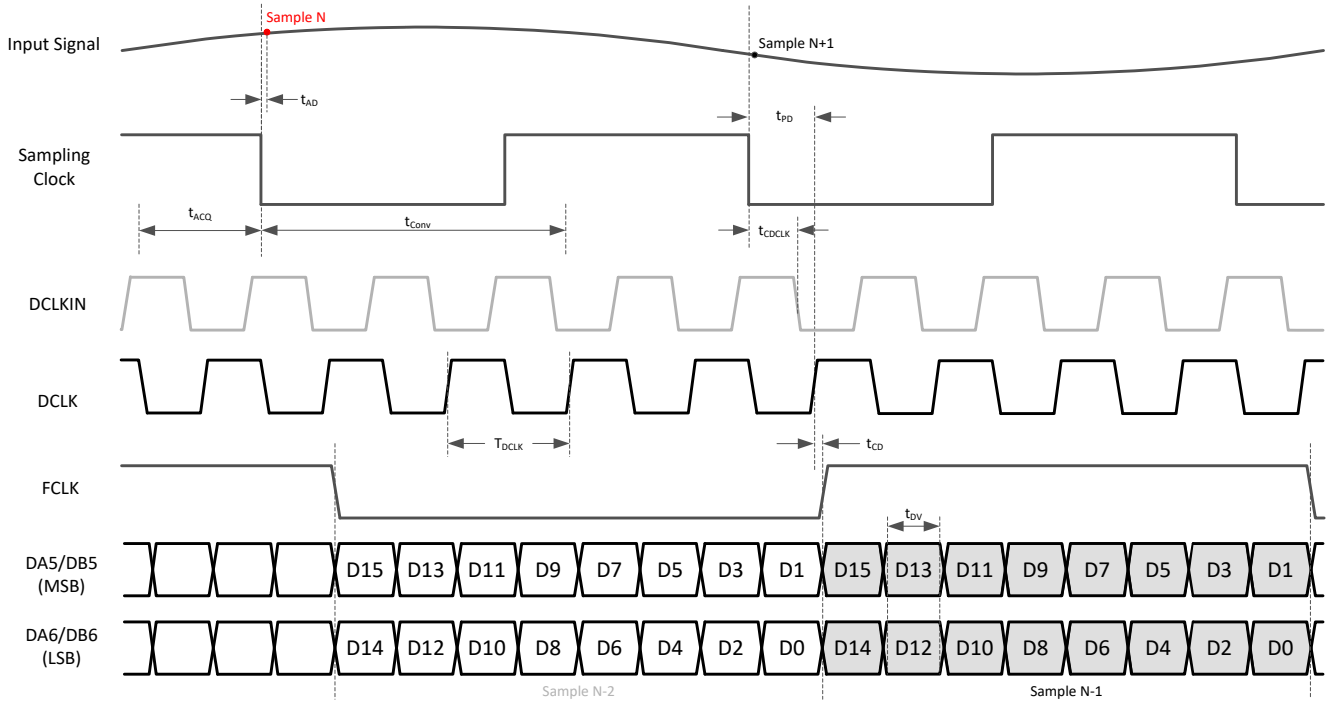 Sample N
Input Signal
Sample N+1
tAD
tPD
Sampling
Clock
tACQ
tConv
tCDCLK
DCLKIN
DCLK
TDCLK
tCD
FCLK
tDV
DA5/DB5
(MSB)
D15 D13 D11 D9 D7 D5 D3 D1 D15 D13 D11 D9 D7 D5 D3 D1
DA6/DB6
(LSB)
D14 D12 D10 D8 D6 D4 D2 D0 D14 D12 D10 D8 D6 D4 D2 D0
Sample N-2
Sample N-1